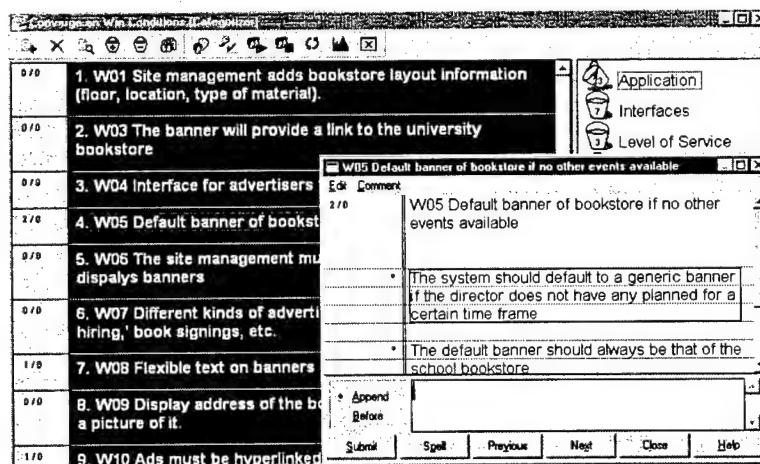 Converge on Win Conditions [Categorizer]
0/0
1. W01 Site management adds bookstore layout information
(floor, location, type of material).
0/0
2. W03 The banner will provide a link to the university
bookstore
0/0
3. W04 Interface for advertisers
2/0
4. W05 Default banner of bookst
0/0
5. W06 The site management mu
dispalys banners
0/0
6. W07 Different kinds of adverti
hiring,' book signings, etc.
1/0
7. W08 Flexible text on banners
0/0
8. W09 Display address of the bo
a picture of it.
1/0
9. W10 Ads must be hyperlinked
Application
7 Interfaces
3 Level of Service
W05 Default banner of bookstore if no other events available
Edit Comment
2/0
W05 Default banner of bookstore if no other
events available
The system should default to a generic banner
if the director does not have any planned for a
certain time frame
The default banner should always be that of the
school bookstore
Append
Before
Submit Spell Previous Next Close Help